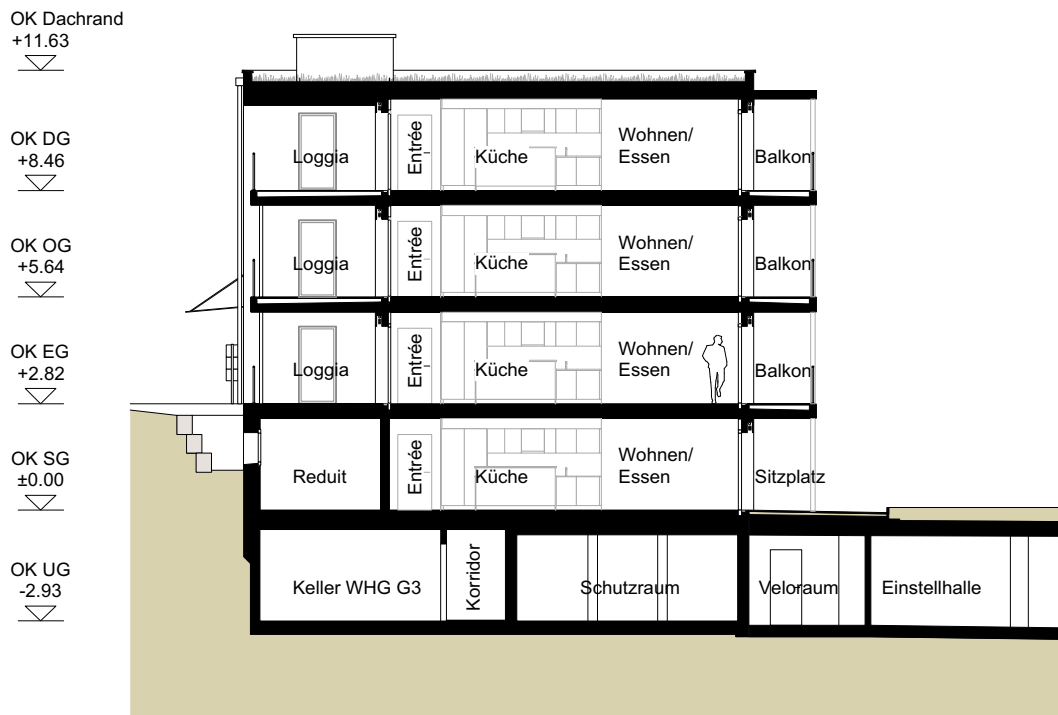 OK Dachrand
+11.63
OK DG
+8.46
Loggia
Entrée
Küche
Wohnen/
Essen
Balkon
OK OG
+5.64
Loggia
Entrée
Küche
Wohnen/
Essen
Balkon
OK EG
+2.82
Loggia
Entrée
Küche
Wohnen/
Essen
Balkon
OK SG
±0.00
Reduit
Entrée
Küche
Wohnen/
Essen
Sitzplatz
OK UG
-2.93
Keller WHG G3
Korridor
Schutzraum
Veloraum
Einstellhalle